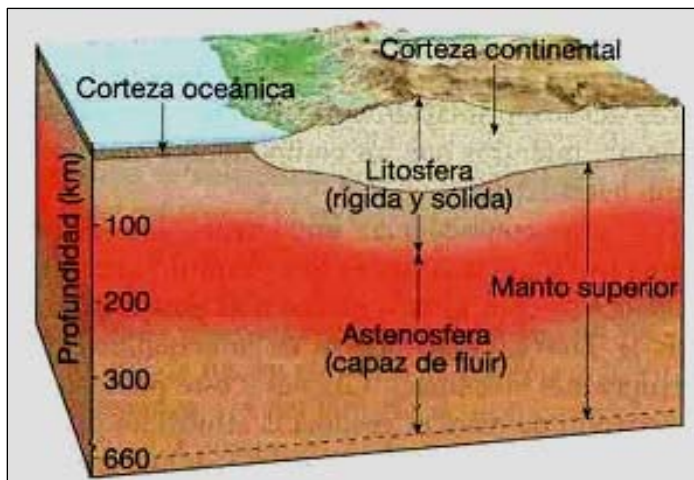 Corteza continental
Corteza oceánica
Litosfera
(rígida y sólida)
Profundidad (km)
100
200
300
660
Manto superior
Astenosfera
(capaz de fluir)